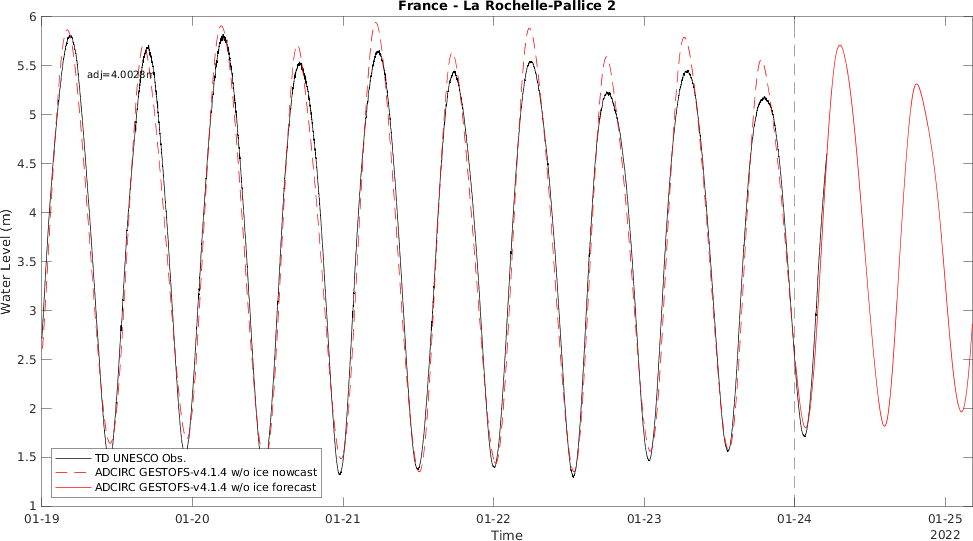 France - La Rochelle-Pallice 2
6
5.5
5
4.5
4
3.5
3
2.5
2
1.5
1
Water Level (m)
adj=4.0028m
TD UNESCO Obs.
ADCIRC GESTOFS-v4.1.4 w/o ice nowcast
ADCIRC GESTOFS-v4.1.4 w/o ice forecast
01-19 01-20 01-21 01-22 01-23 01-24 01-25
Time
2022